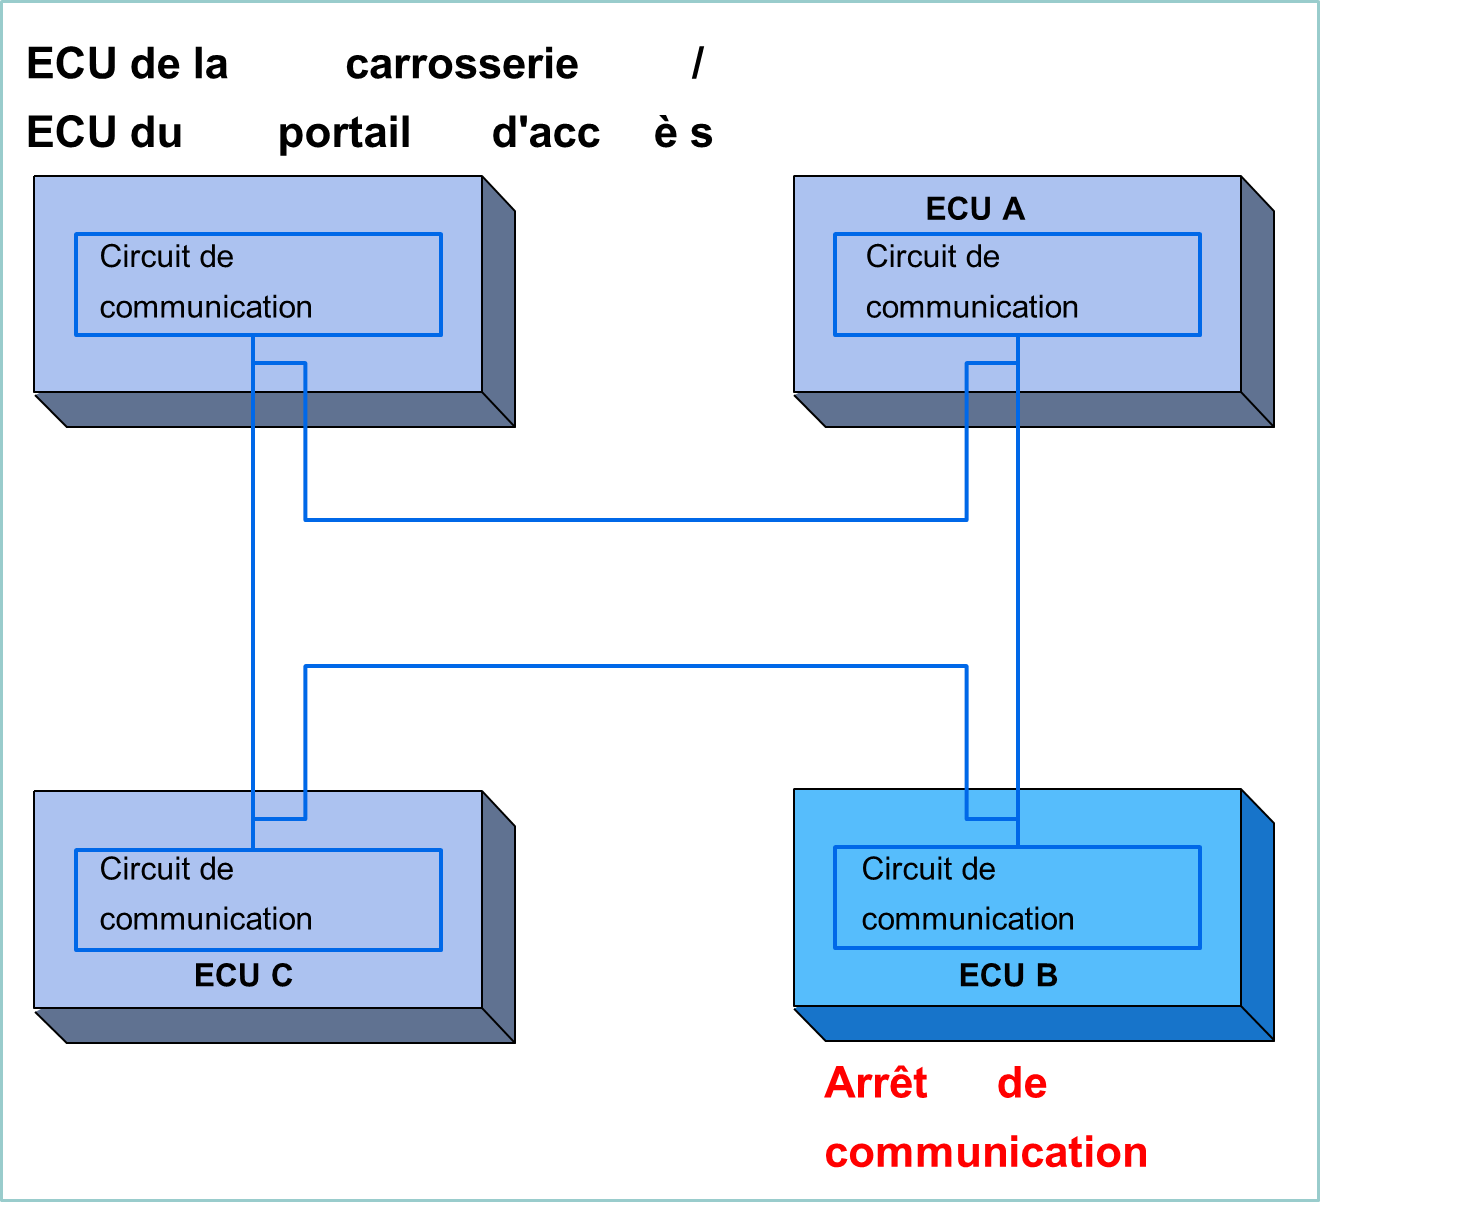 ECU de la carrosserie /
ECU du portail d'acc è s
Circuit de
communication
ECU A
Circuit de
communication
Circuit de
communication
ECU C
Circuit de
communication
ECU B
Arrêt de
communication